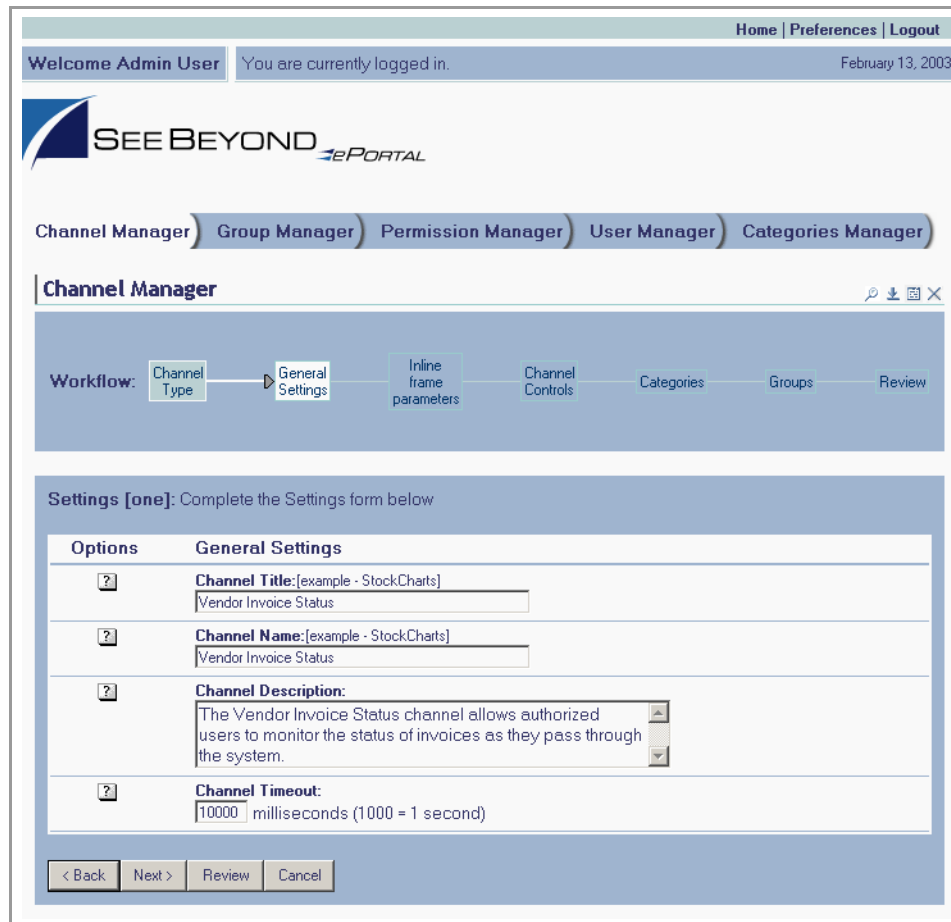 Home | Preferences | Logout
Welcome Admin User You are currently logged in. February 13, 2003
SEEBEYOND ePORTAL
Channel Manager Group Manager Permission Manager User Manager Categories Manager
Channel Manager
Workflow:
Channel
Type
General
Settings
Inline
frame
parameters
Channel
Controls
Categories
Groups
Review
Settings [one]: Complete the Settings form below
Options General Settings
? Channel Title:[example - StockCharts]
Vendor Invoice Status
? Channel Name:[example - StockCharts]
Vendor Invoice Status
? Channel Description:
The Vendor Invoice Status channel allows authorized
users to monitor the status of invoices as they pass through
the system.
? Channel Timeout:
10000 milliseconds (1000 = 1 second)
< Back Next > Review Cancel